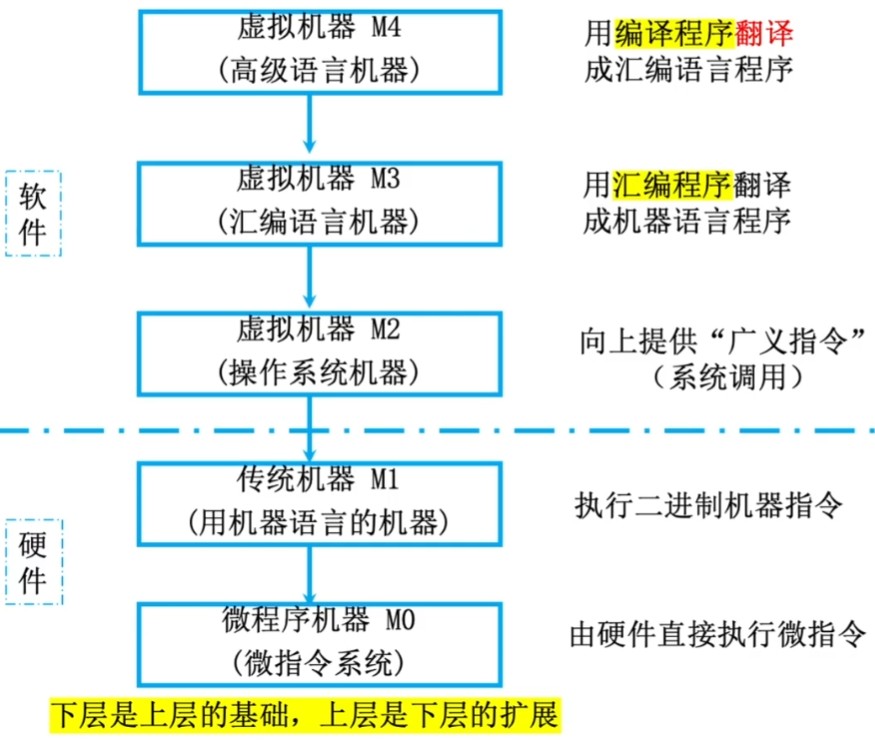 虚拟机器 M4
(高级语言机器)
用编译程序翻译
成汇编语言程序
虚拟机器 M3
(汇编语言机器)
用汇编程序翻译
成机器语言程序
软
件
虚拟机器 M2
(操作系统机器)
向上提供“广义指令”
（系统调用）
传统机器 M1
(用机器语言的机器)
执行二进制机器指令
硬
件
微程序机器 M0
(微指令系统)
由硬件直接执行微指令
下层是上层的基础，上层是下层的扩展